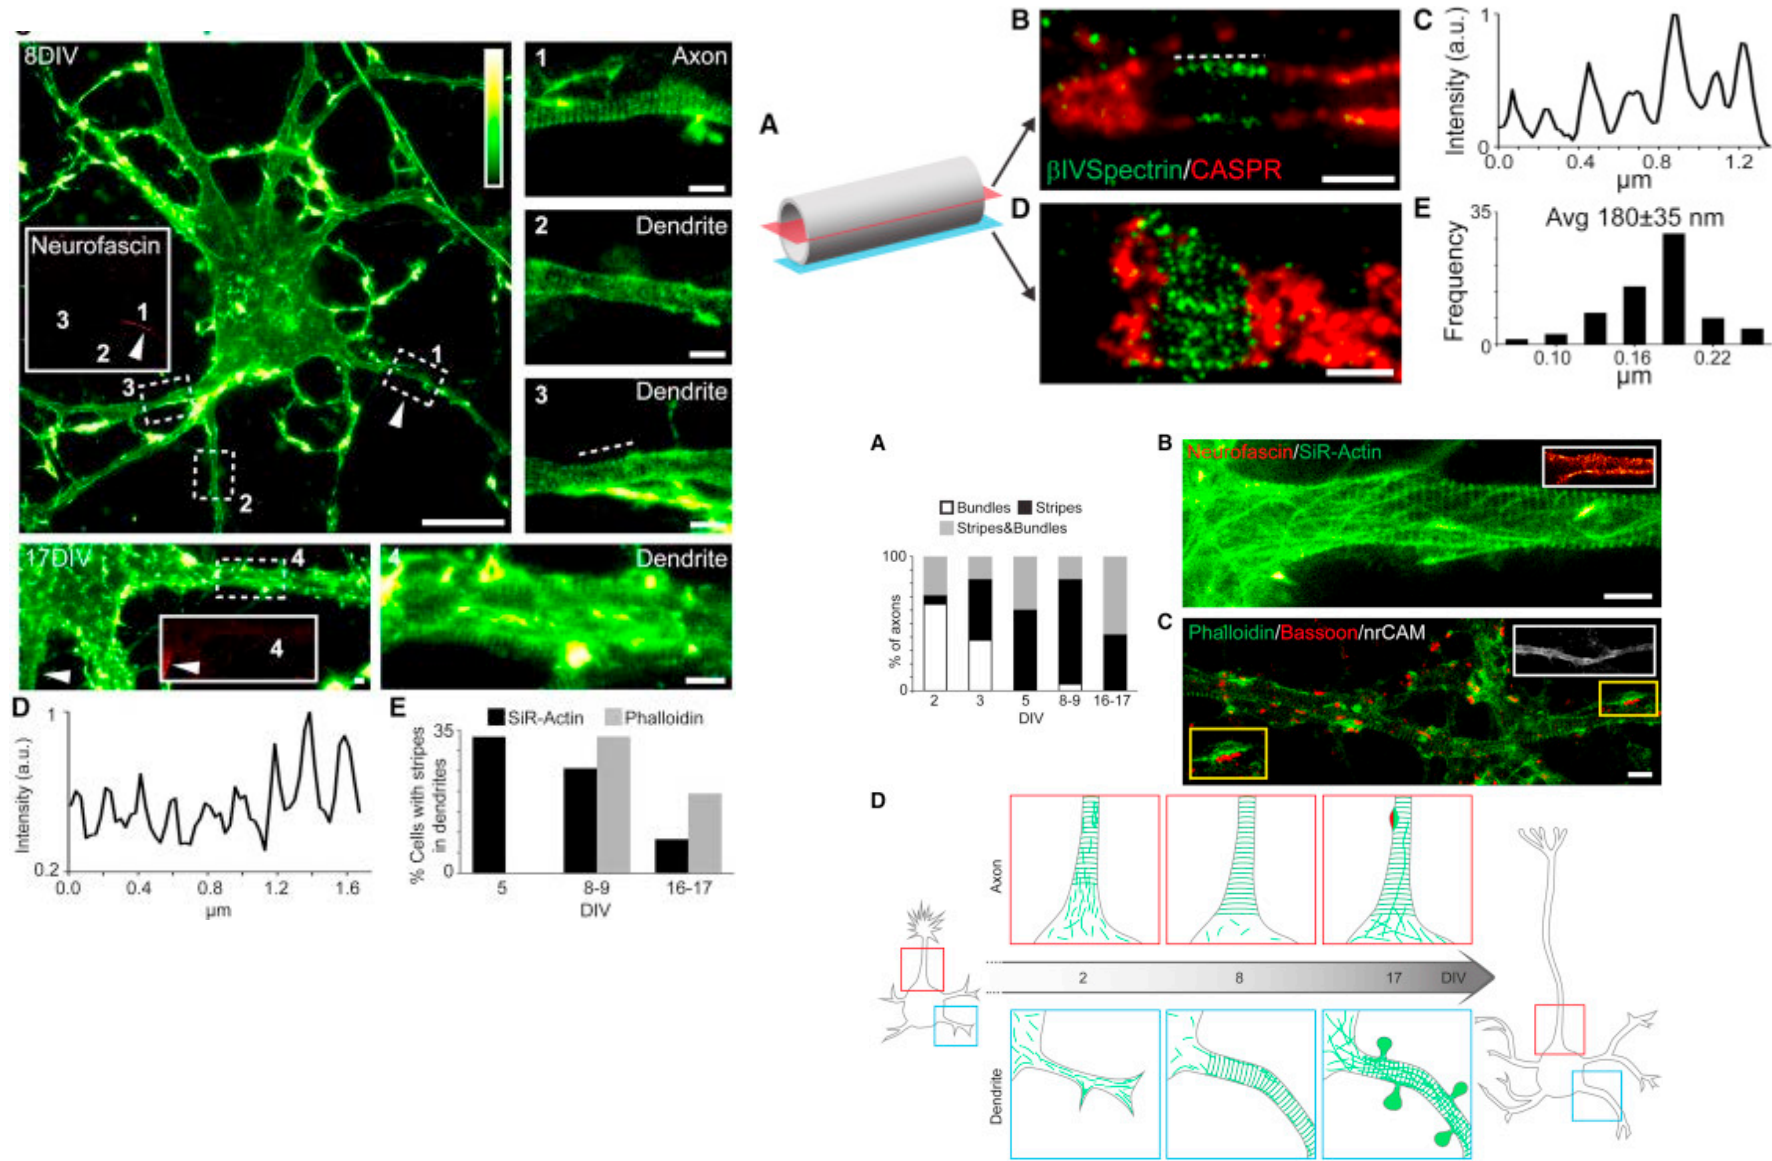 8DIV
Neurofascin
3
1
2
3
1
2
1
Axon
2
Dendrite
3
Dendrite
17DIV
4
4
4
Dendrite
D
Intensity (a.u.)
1
0.2
0.0 0.4 0.8 1.2 1.6
µm
E
SiR-Actin Phalloidin
% Cells with stripes
in dendrites
35
0
5 8-9 16-17
DIV
A
B
βIVSpectrin/CASPR
C
Intensity (a.u.)
1
0
0.0 0.4 0.8 1.2
µm
D
E
Avg 180±35 nm
Frequency
35
0
0.10 0.16 0.22
µm
A
Bundles Stripes
Stripes&Bundles
% of axons
100
0
2 3 5 8-9 16-17
DIV
B
Neurofascin/SiR-Actin
C
Phalloidin/Bassoon/nrCAM
D
Axon
2 8 17 DIV
Dendrite